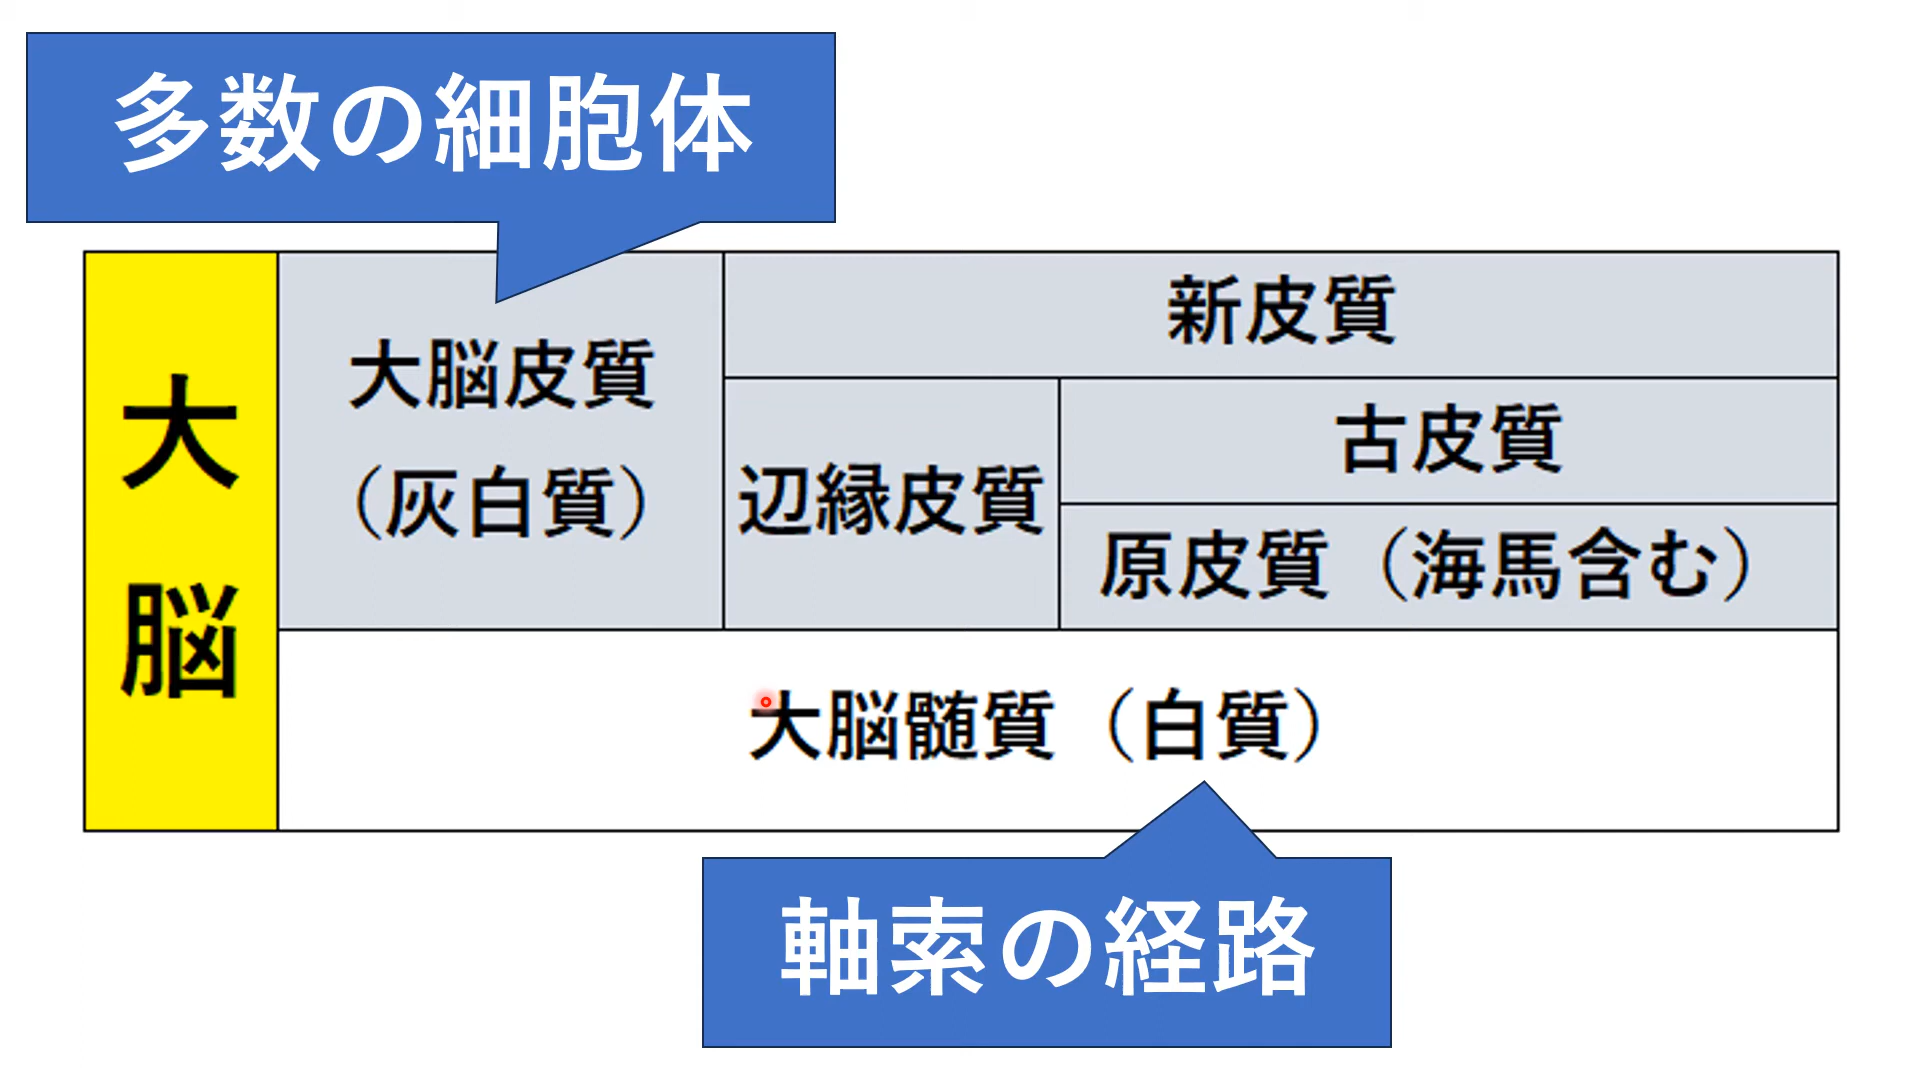 多数の細胞体
大脳
大脳皮質
（灰白質）
新皮質
辺縁皮質
古皮質
原皮質（海馬含む）
大脳髄質（白質）
軸索の経路